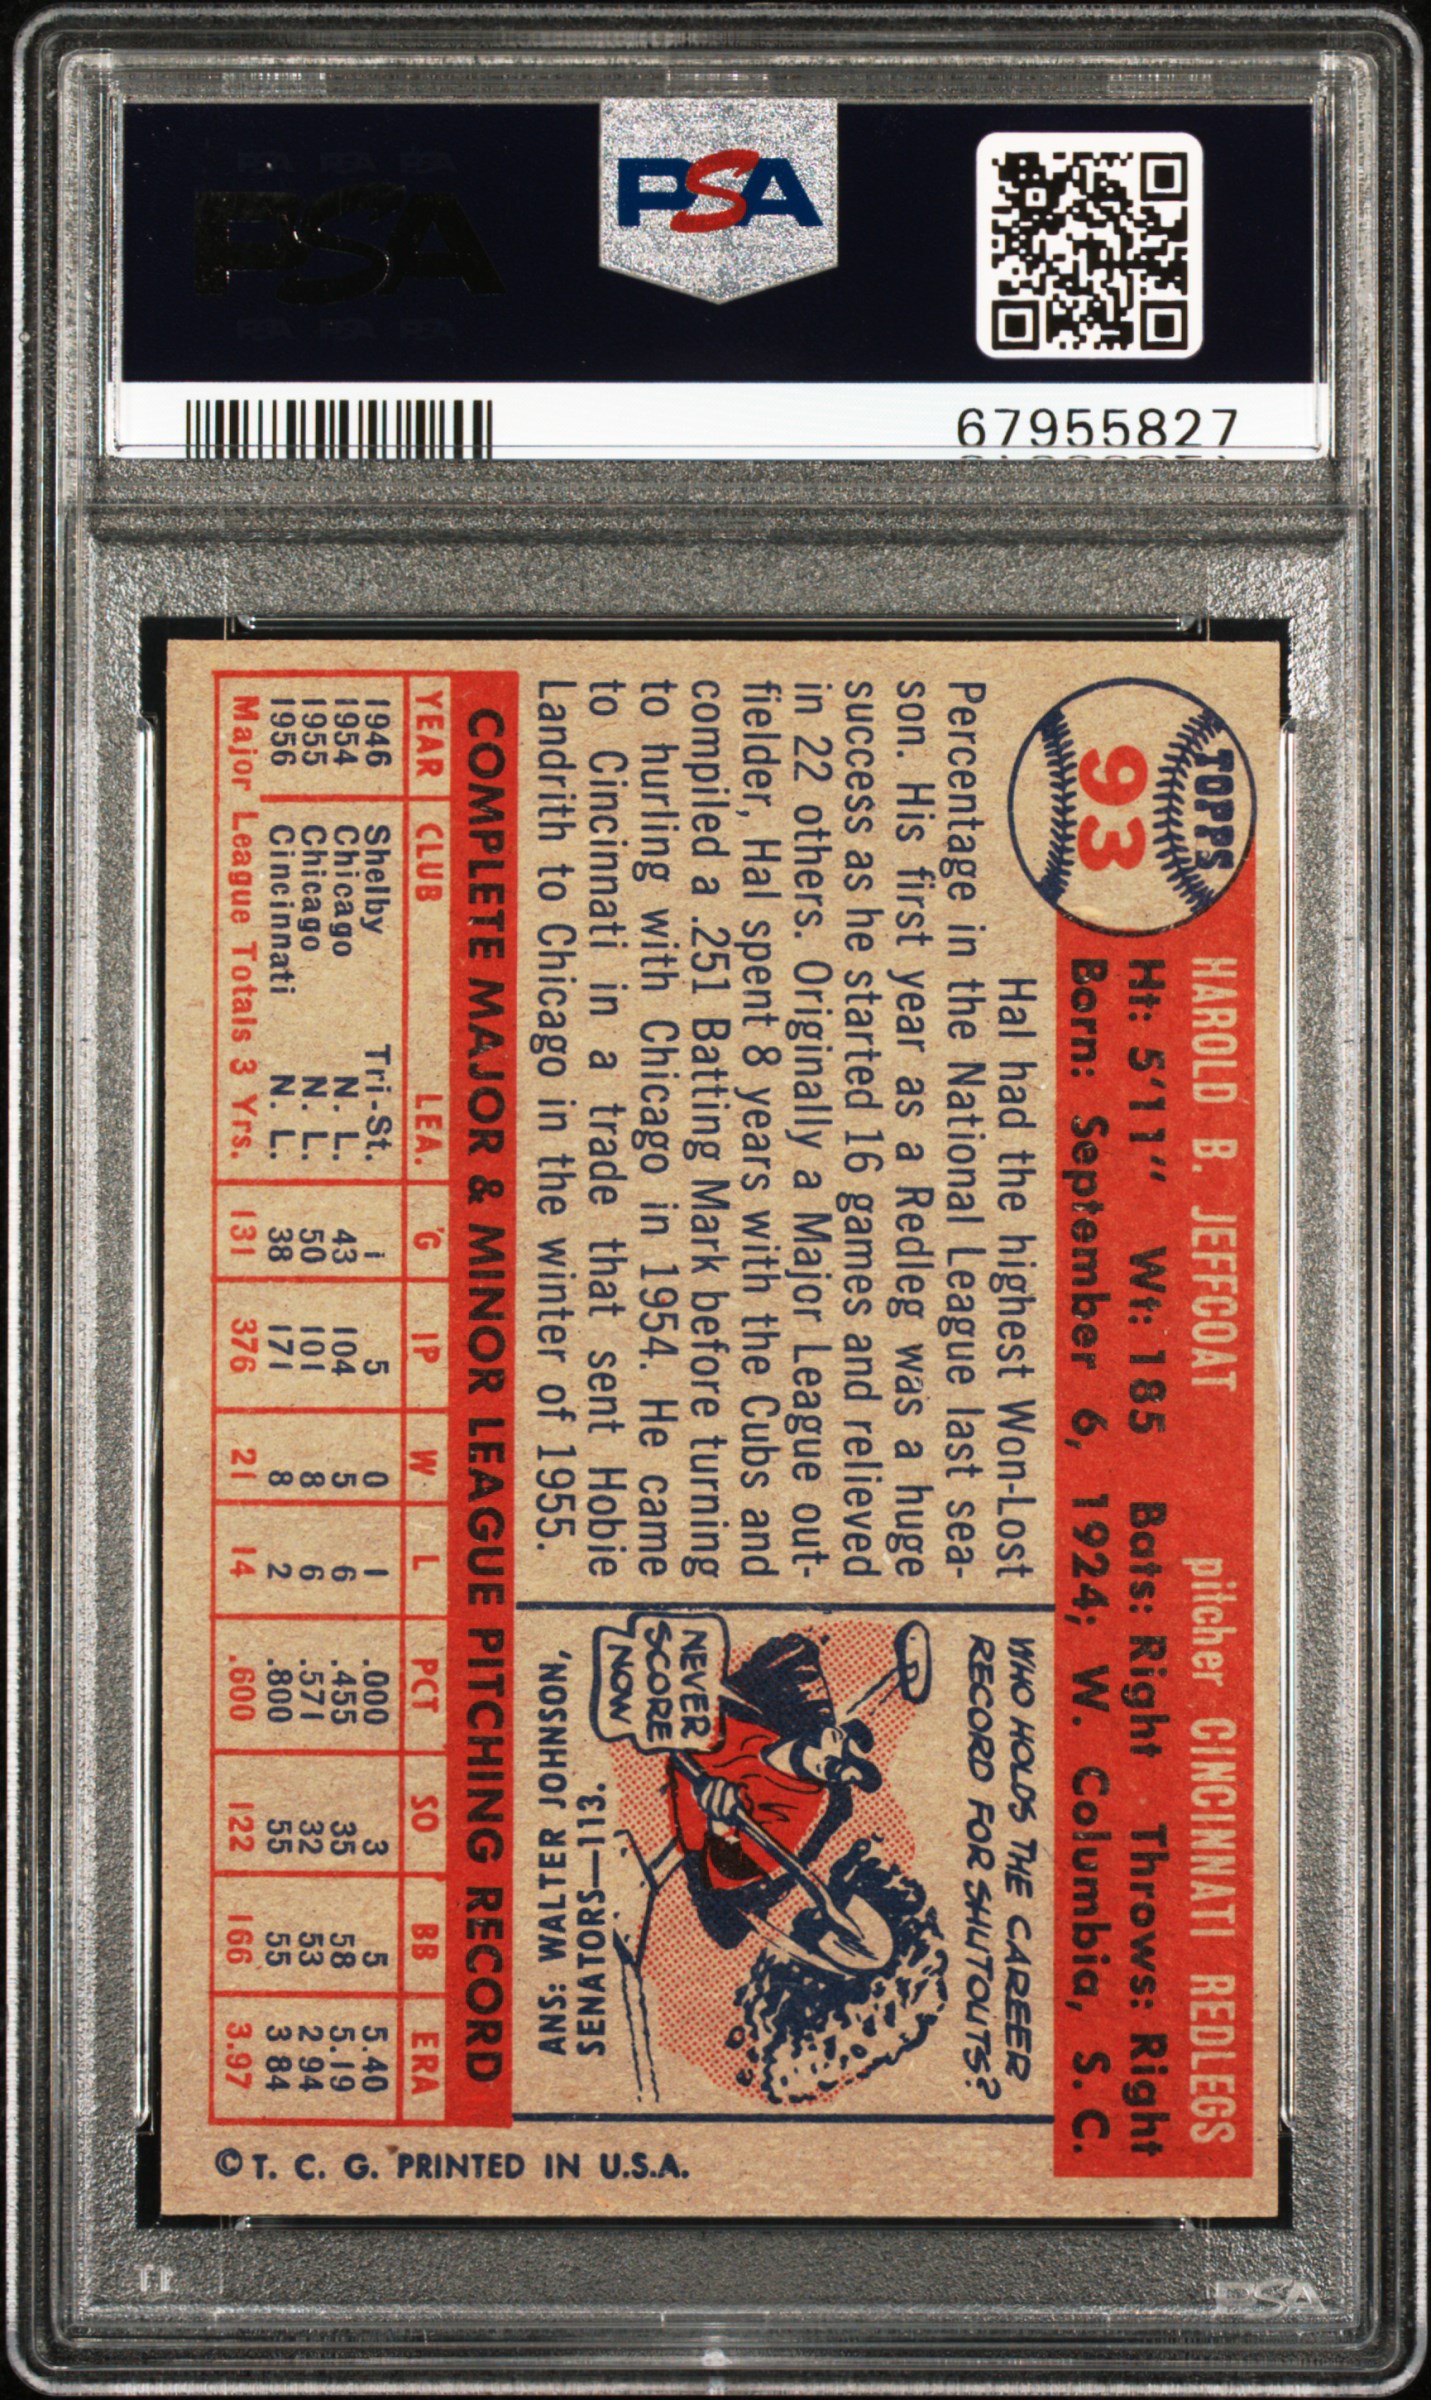 PSA
PSA
67955827
TOPPS
93
HAROLD B. JEFFCOAT pitcher CINCINNATI REDLEGS
Ht: 5'11" Wt: 185 Bats: Right Throws: Right
Born: September 6, 1924; W. Columbia, S. C.
Hal had the highest Won-Lost
Percentage in the National League last sea-
son. His first year as a Redleg was a huge
success as he started 16 games and relieved
in 22 others. Originally a Major League out-
fielder, Hal spent 8 years with the Cubs and
compiled a .251 Batting Mark before turning
to hurling with Chicago in 1954. He came
to Cincinnati in a trade that sent Hobie
Landrith to Chicago in the winter of 1955.
WHO HOLDS THE CAREER
RECORD FOR SHUTOUTS?
NEVER
SCORE
NOW
ANS: WALTER JOHNSON,
SENATORS—113.
COMPLETE MAJOR & MINOR LEAGUE PITCHING RECORD
YEAR CLUB LEA. G IP W L PCT SO BB ERA
1946 Shelby Tri-St. 1 5 0 1 .000 3 5 5.40
1954 Chicago N. L. 43 104 5 6 .455 35 58 5.19
1955 Chicago N. L. 50 101 8 6 .571 32 53 2.94
1956 Cincinnati N. L. 38 171 8 2 .800 55 55 3.84
Major League Totals 3 Yrs. 131 376 21 14 .600 122 166 3.97
© T. C. G. PRINTED IN U.S.A.
PSA